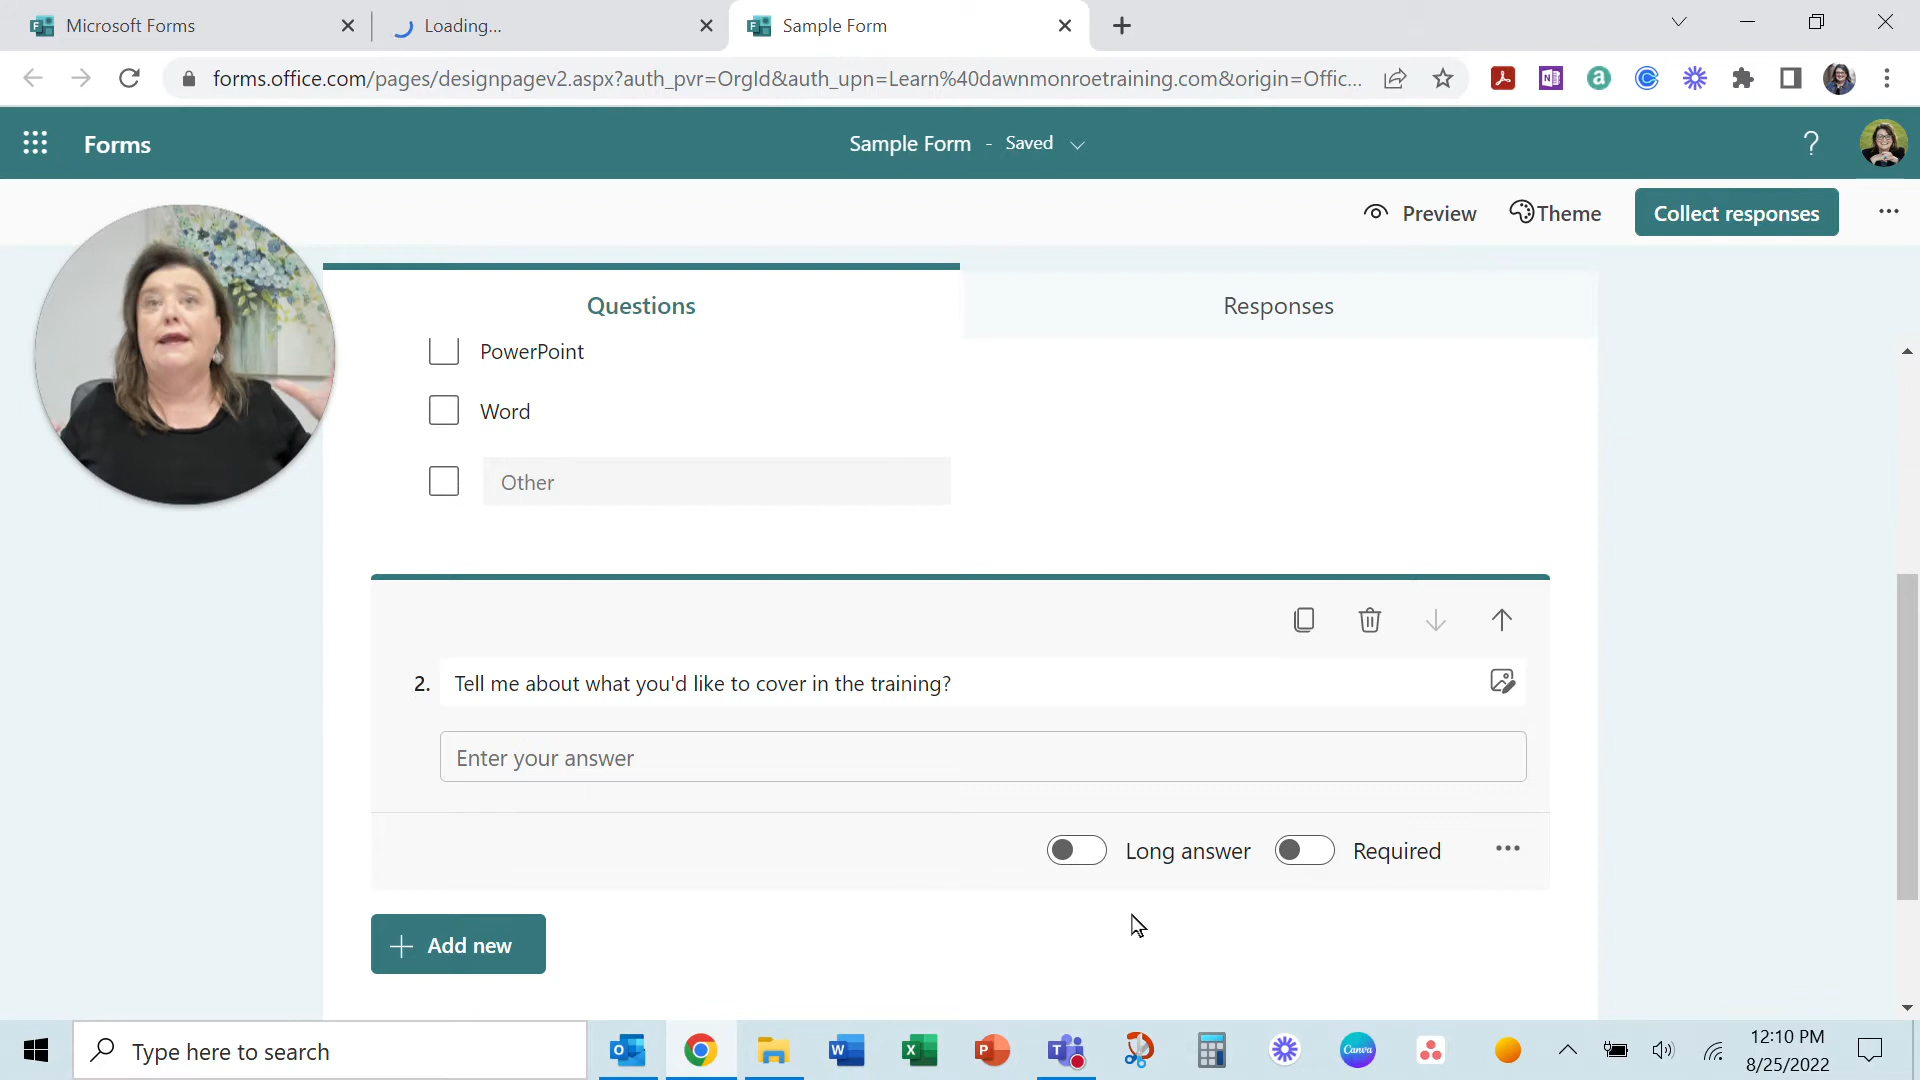 Microsoft Forms
Loading...
Sample Form
forms.office.com/pages/designpagev2.aspx?auth_pvr=OrgId&auth_upn=Learn%40dawnmonroetraining.com&origin=Offic...
Forms
Sample Form - Saved
?
Preview
Theme
Collect responses
Questions
Responses
PowerPoint
Word
Other
2. Tell me about what you'd like to cover in the training?
Enter your answer
Long answer
Required
Add new
Type here to search
Canva
12:10 PM
8/25/2022